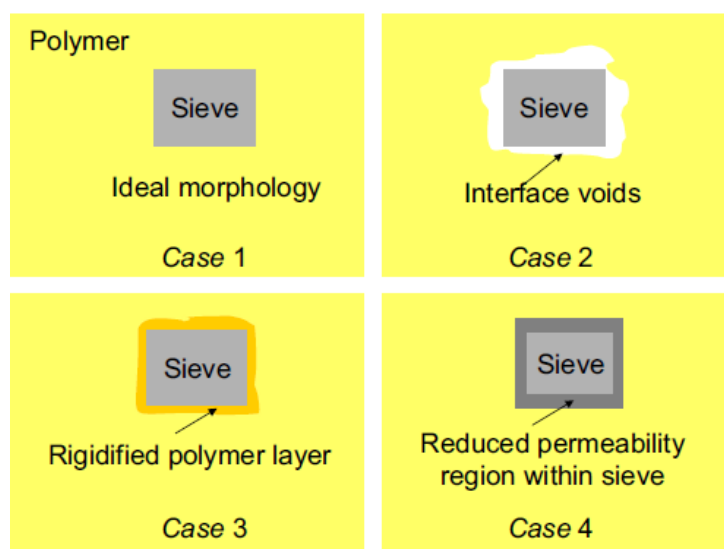 Polymer
Sieve
Ideal morphology
Case 1
Sieve
Interface voids
Case 2
Sieve
Rigidified polymer layer
Case 3
Sieve
Reduced permeability
region within sieve
Case 4